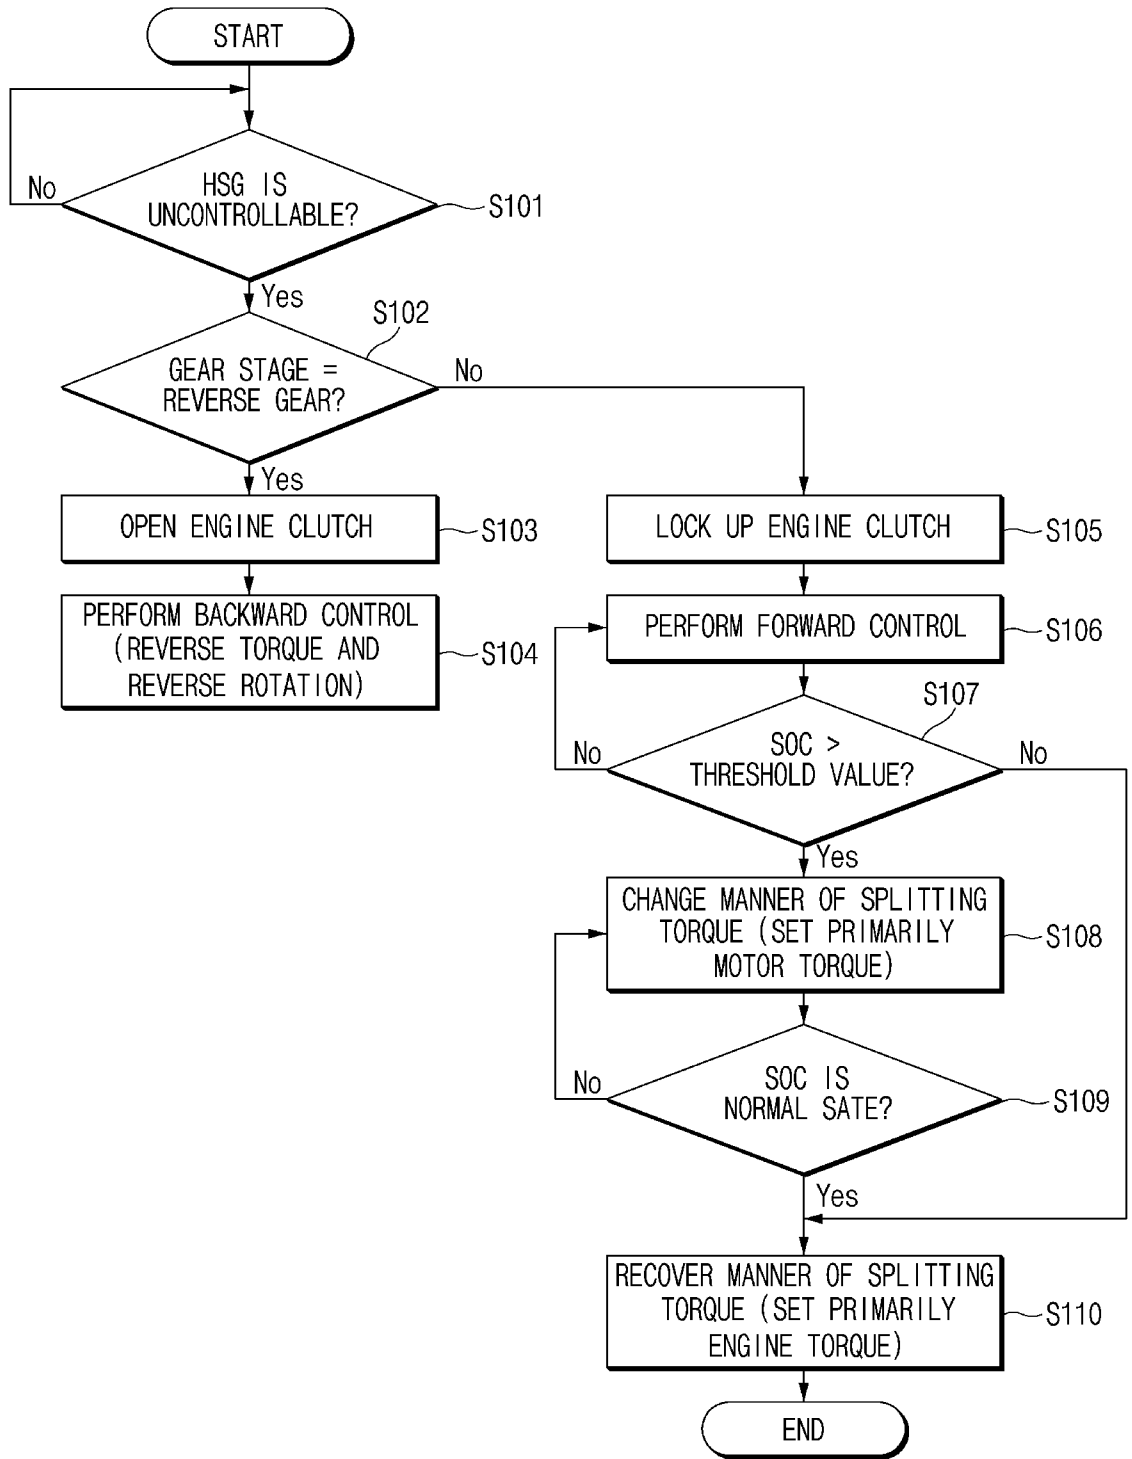 START
No
HSG IS
UNCONTROLLABLE?
S101
Yes
S102
GEAR STAGE =
REVERSE GEAR?
No
Yes
OPEN ENGINE CLUTCH
S103
PERFORM BACKWARD CONTROL
(REVERSE TORQUE AND
REVERSE ROTATION)
S104
LOCK UP ENGINE CLUTCH
S105
PERFORM FORWARD CONTROL
S106
S107
No
SOC >
THRESHOLD VALUE?
No
Yes
CHANGE MANNER OF SPLITTING
TORQUE (SET PRIMARILY
MOTOR TORQUE)
S108
No
SOC IS
NORMAL SATE?
S109
Yes
RECOVER MANNER OF SPLITTING
TORQUE (SET PRIMARILY
ENGINE TORQUE)
S110
END